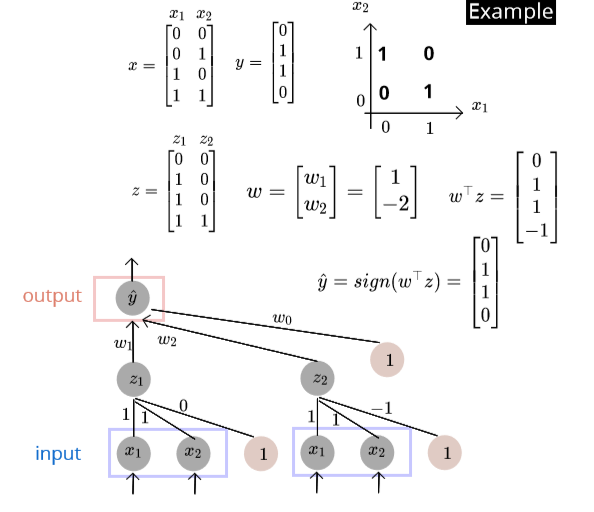 Example
x₁ x₂
x = [0 0; 0 1; 1 0; 1 1] y = [0; 1; 1; 0]
x₂
1 1 0
0 0 1
0 1 x₁
z₁ z₂
z = [0 0; 1 0; 1 0; 1 1] w = [w₁; w₂] = [1; −2] w^⊤z = [0; 1; 1; −1]
ŷ = sign(w^⊤z) = [0; 1; 1; 0]
output ŷ
w₁ w₂ w₀
1
z₁ z₂
1 1 0 1 1 −1
input x₁ x₂ 1 x₁ x₂ 1